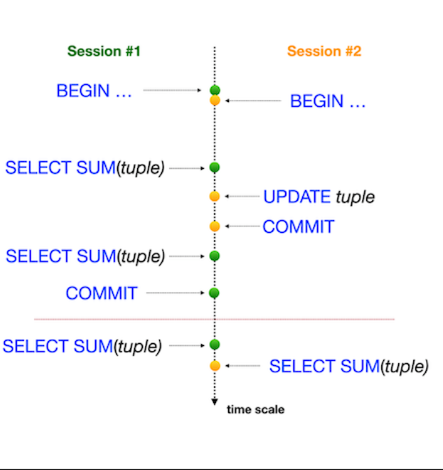 Session #1
Session #2
BEGIN ...
BEGIN ...
SELECT SUM(tuple)
UPDATE tuple
COMMIT
SELECT SUM(tuple)
COMMIT
SELECT SUM(tuple)
SELECT SUM(tuple)
time scale